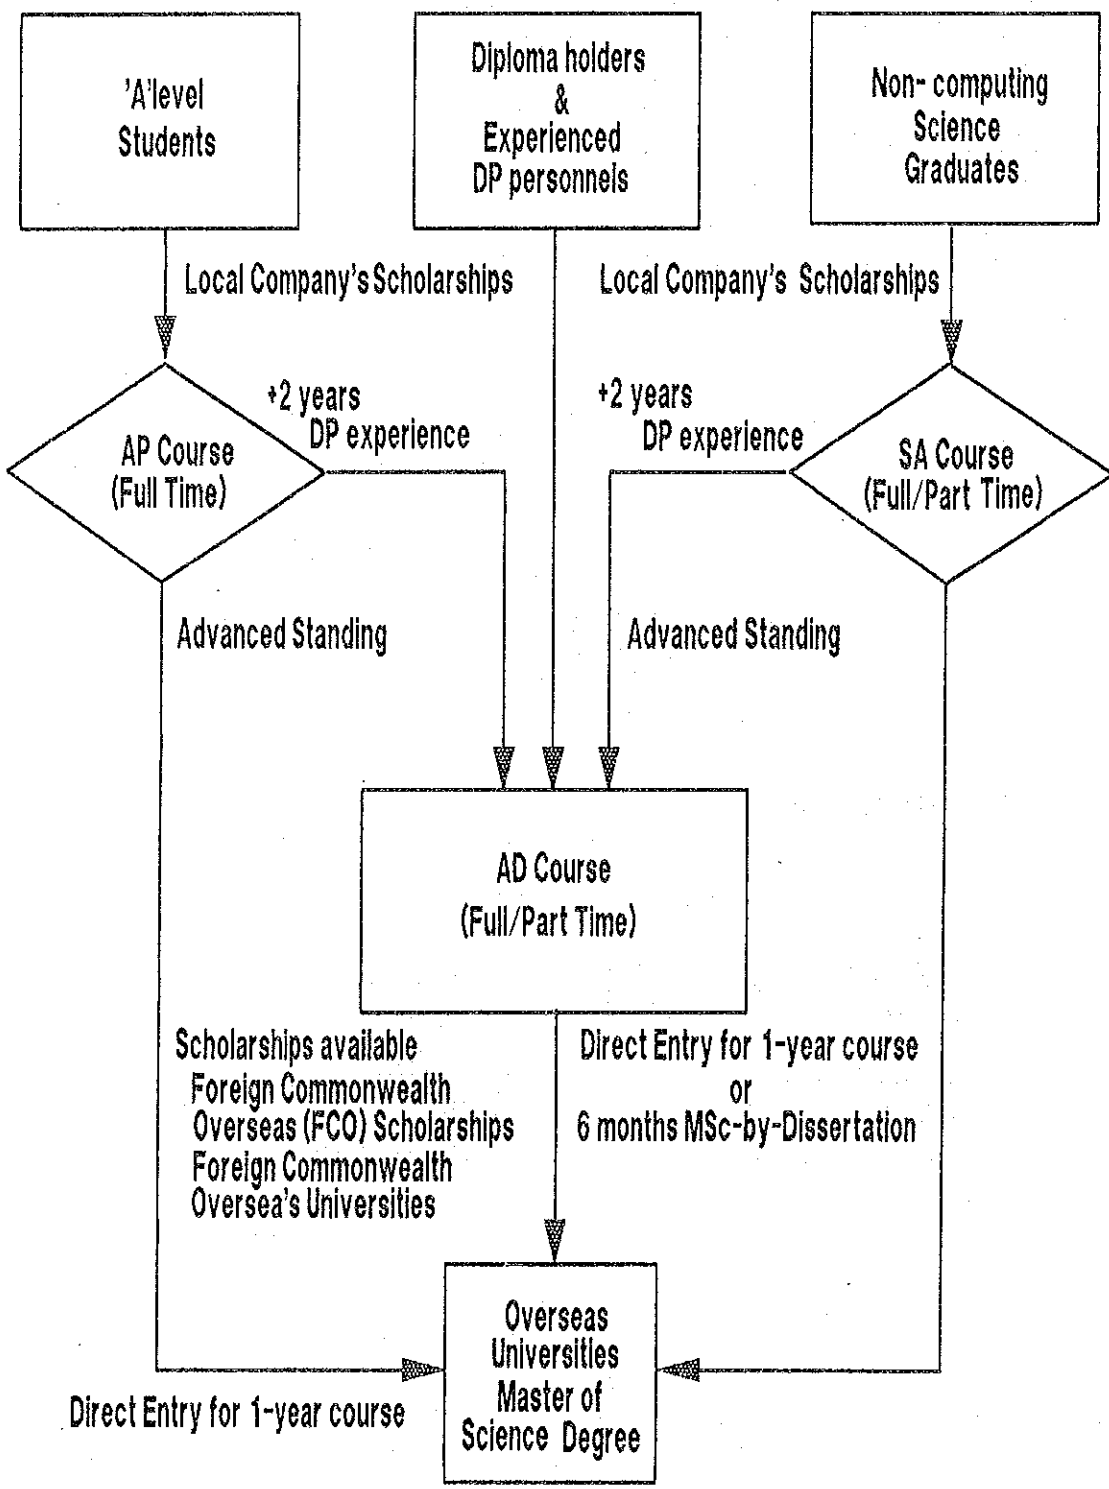 'A'level
Students
Diploma holders
&
Experienced
DP personnels
Non- computing
Science
Graduates
Local Company's Scholarships
Local Company's Scholarships
+2 years
DP experience
+2 years
DP experience
AP Course
(Full Time)
SA Course
(Full/Part Time)
Advanced Standing
Advanced Standing
AD Course
(Full/Part Time)
Scholarships available
Foreign Commonwealth
Overseas (FCO) Scholarships
Foreign Commonwealth
Oversea's Universities
Direct Entry for 1-year course
or
6 months MSc-by-Dissertation
Overseas
Universities
Master of
Science Degree
Direct Entry for 1-year course